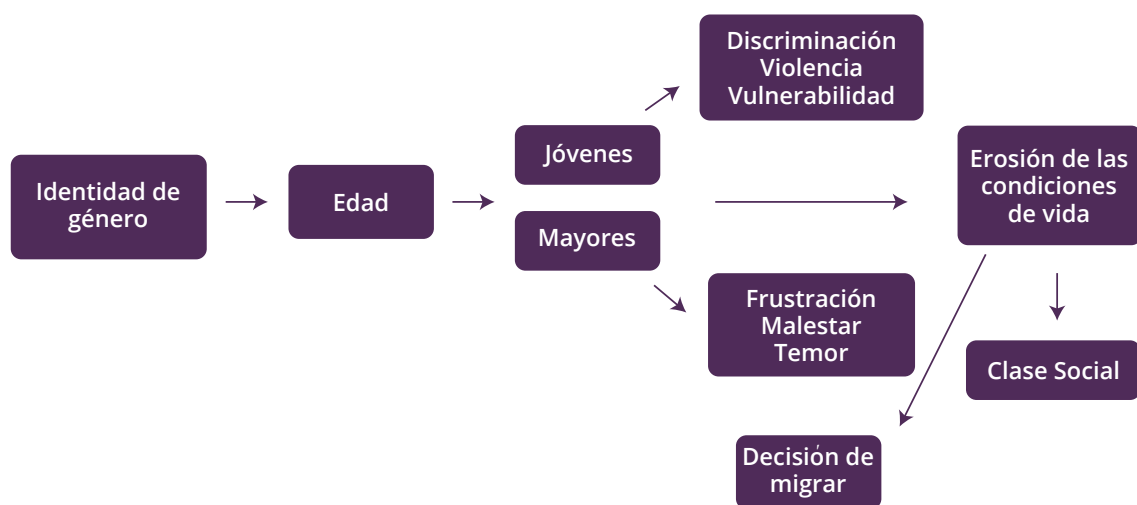 Identidad de
género
Edad
Jóvenes
Mayores
Discriminación
Violencia
Vulnerabilidad
Frustración
Malestar
Temor
Erosión de las
condiciones
de vida
Clase Social
Decisión de
migrar